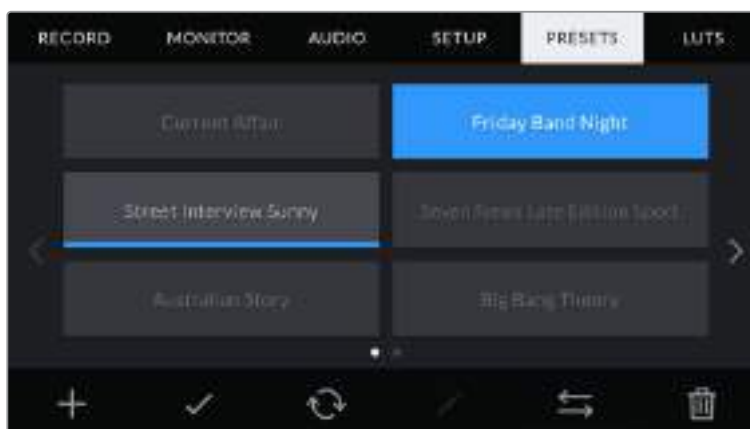 RECORD MONITOR AUDIO SETUP PRESETS LUTS
Current Affair Friday Band Night
Street Interview Sunny Seven News Late Edition Sport
Australian Story Big Bang Theory